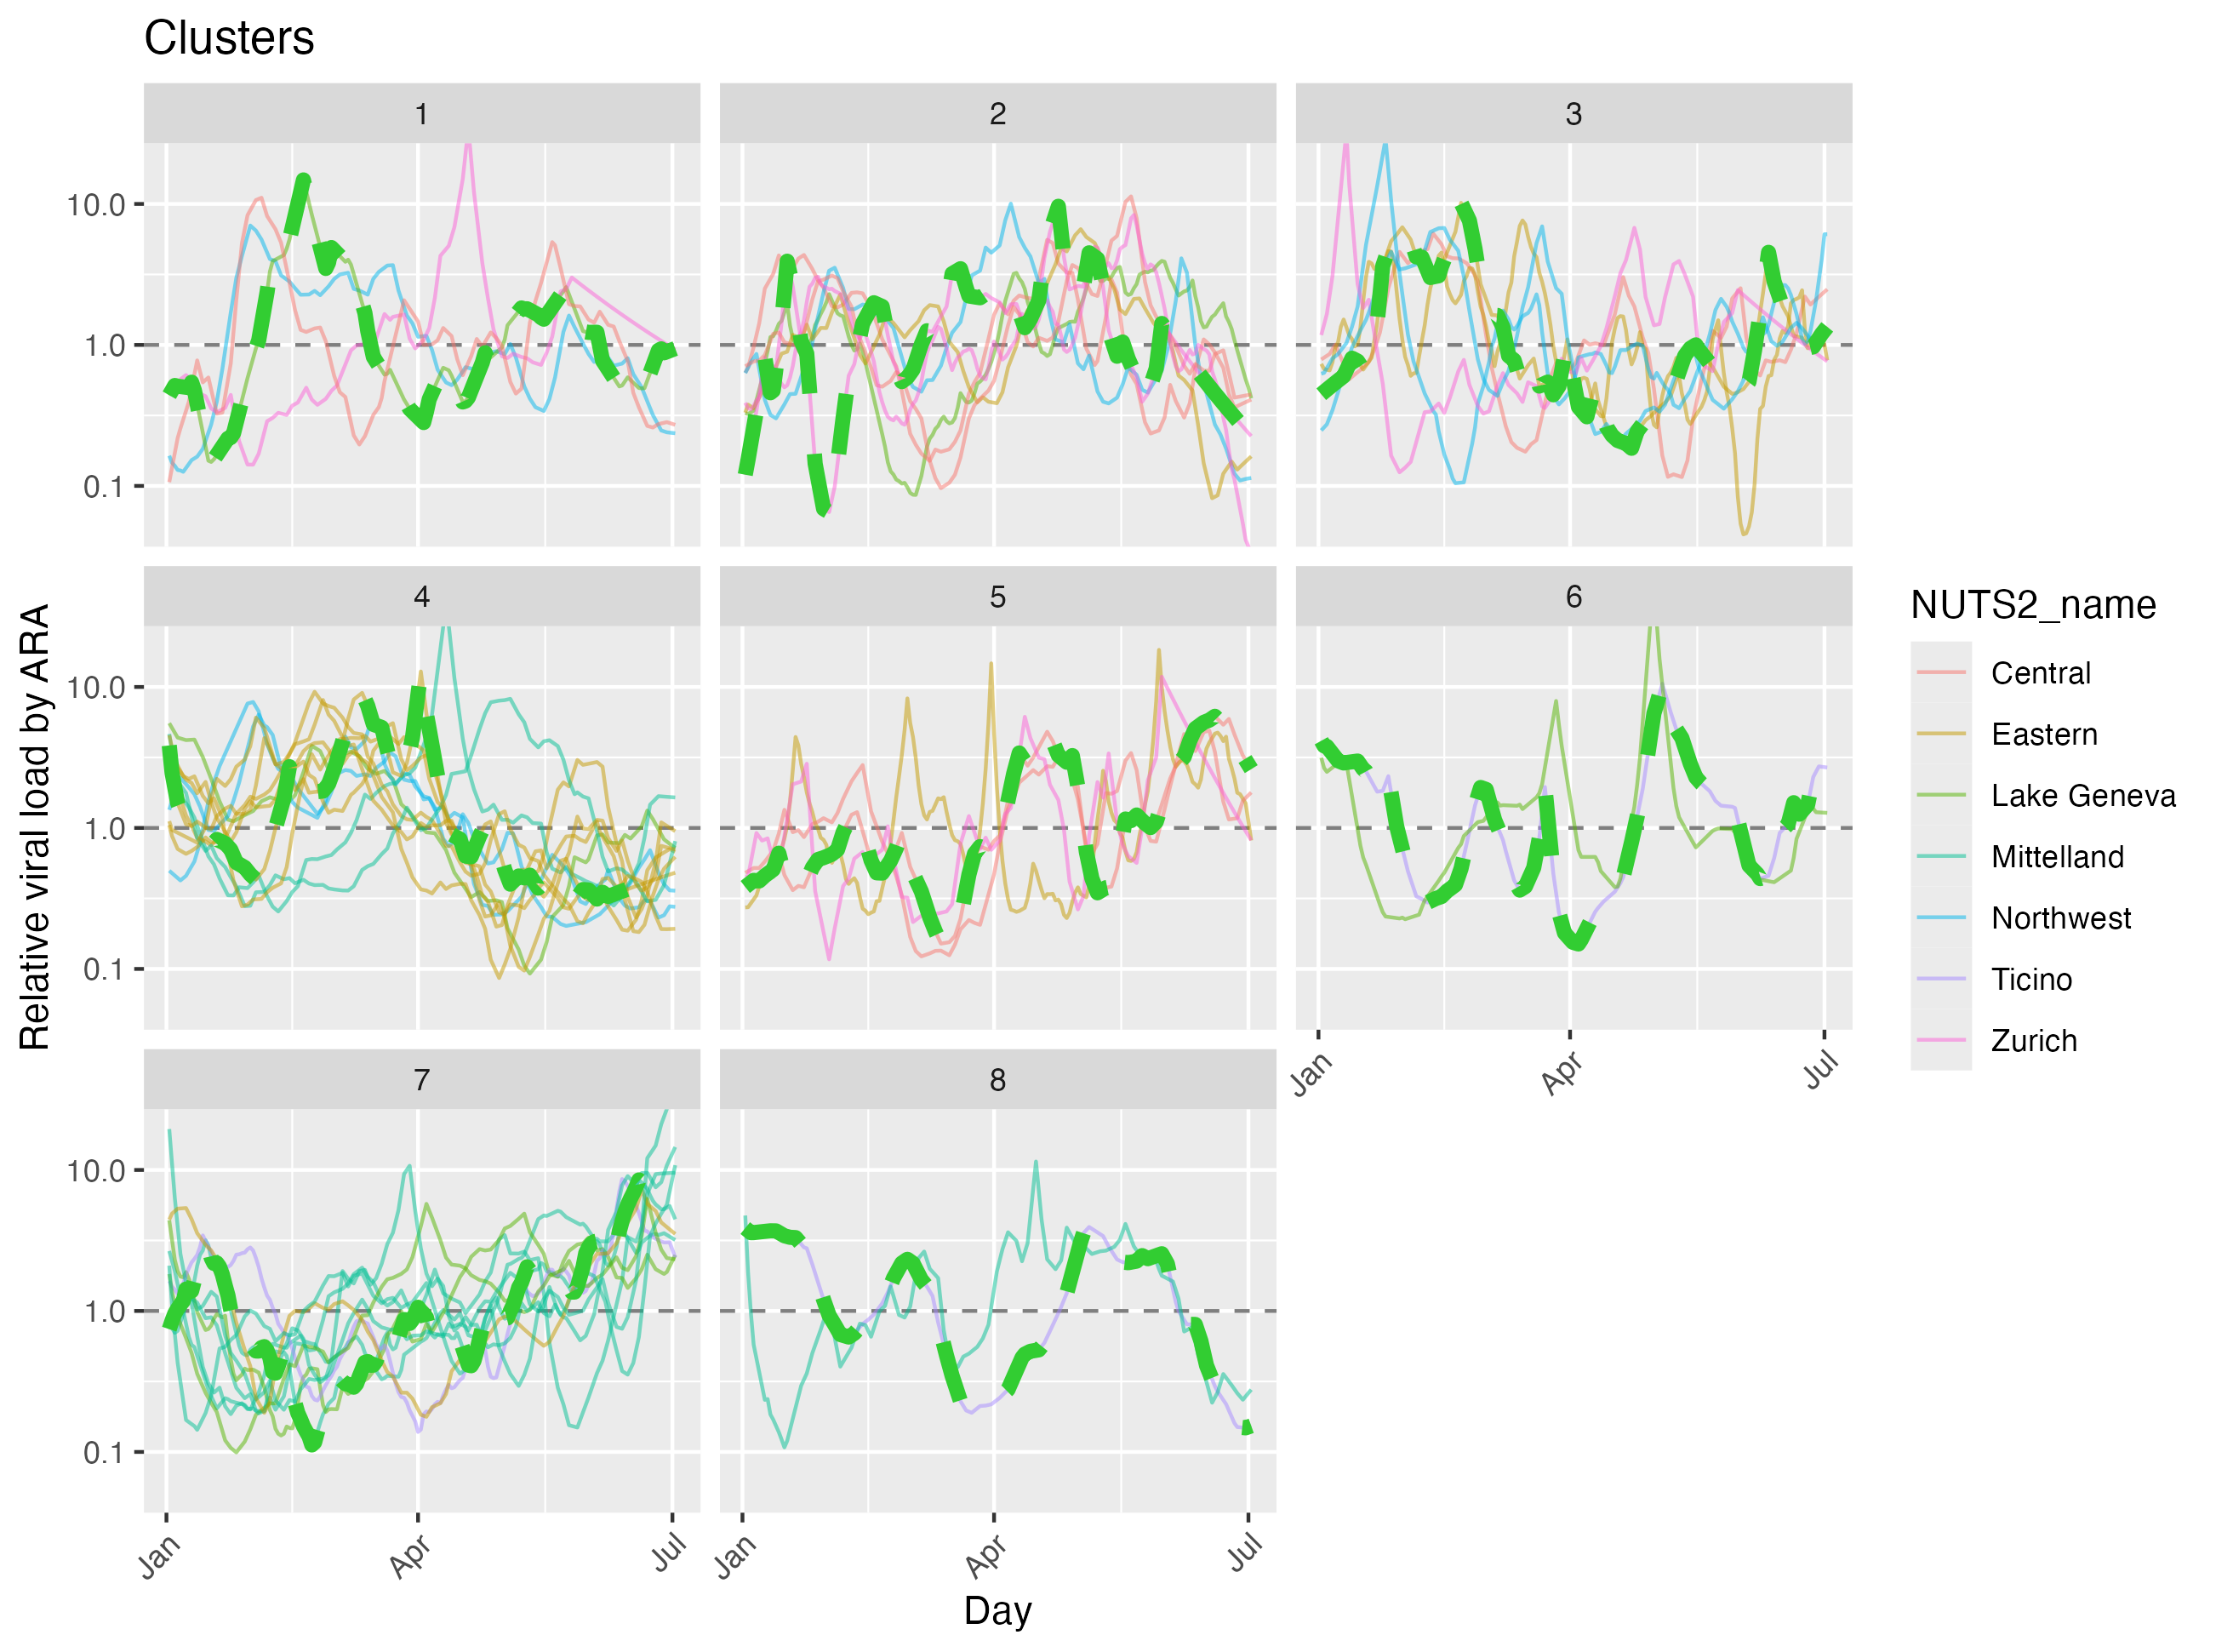 Clusters
1
2
3
10.0
1.0
0.1
4
5
6
10.0
1.0
0.1
Jan
Apr
Jul
7
8
10.0
1.0
0.1
Jan
Apr
Jul
Jan
Apr
Jul
Day
Relative viral load by ARA
NUTS2_name
Central
Eastern
Lake Geneva
Mittelland
Northwest
Ticino
Zurich